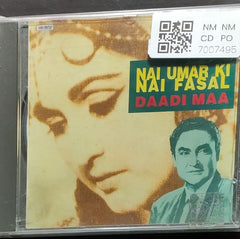 NM NM
CD PO
7007495
NAI UMAR KI
NAI FASAL
DAADI MAA